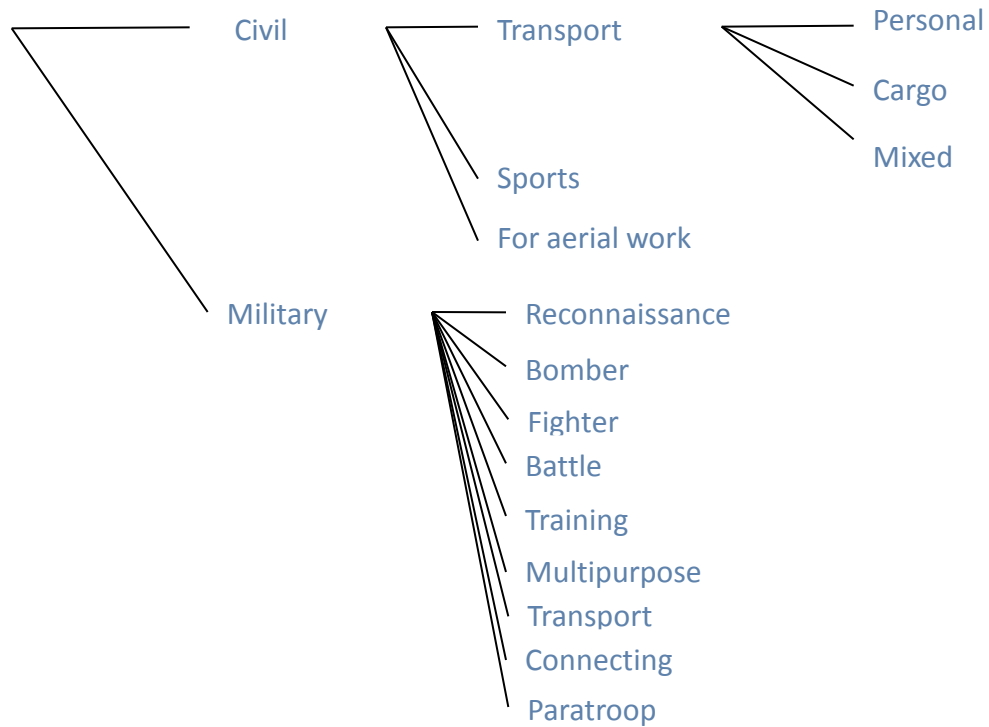 Civil
Transport
Personal
Cargo
Mixed
Sports
For aerial work
Military
Reconnaissance
Bomber
Fighter
Battle
Training
Multipurpose
Transport
Connecting
Paratroop